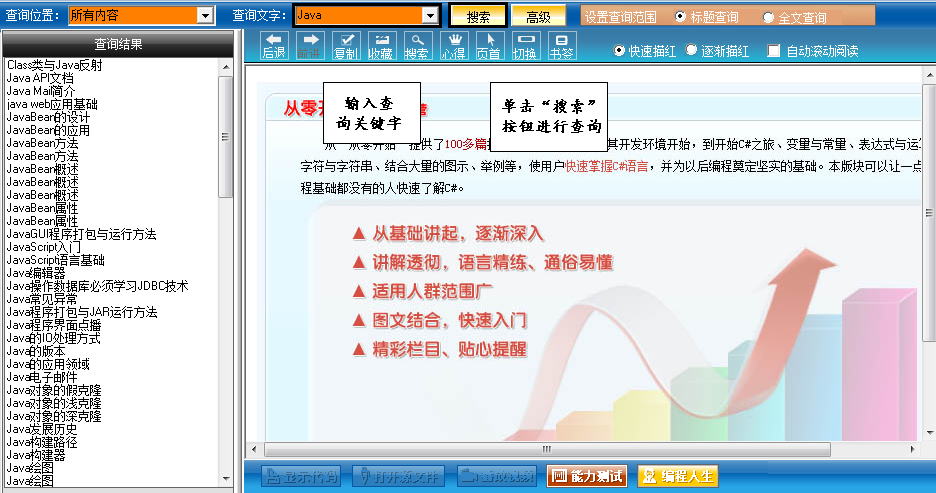 查询位置: 所有内容 查询文字: Java 搜索 高级 设置查询范围 标题查询 全文查询
查询结果
后退 前进 复制 收藏 搜索 心得 页首 切换 书签 快速描红 逐渐描红 自动滚动阅读
Class类与Java反射
Java API文档
Java Mail简介
java web应用基础
JavaBean的设计
JavaBean的应用
JavaBean方法
JavaBean方法
JavaBean概述
JavaBean概述
JavaBean概述
JavaBean属性
JavaBean属性
JavaGUI程序打包与运行方法
JavaScript入门
JavaScript语言基础
Java编辑器
Java操作数据库必须学习JDBC技术
Java常见异常
Java程序打包与JAR运行方法
Java程序界面点播
Java的IO处理方式
Java的版本
Java的应用领域
Java电子邮件
Java对象的假克隆
Java对象的浅克隆
Java对象的深克隆
Java发展历史
Java构建路径
Java构建器
Java绘图
Java绘图
输入查
询关键字
单击“搜索”
按钮进行查询
从零开
从“从零开始”提供了100多篇 其开发环境开始，到开始C#之旅、变量与常量、表达式与运
字符与字符串、结合大量的图示、举例等，使用户快速掌握C#语言，并为以后编程奠定坚实的基础。本版块可以让一点
程基础都没有的人快速了解C#。
▲ 从基础讲起，逐渐深入
▲ 讲解透彻，语言精练、通俗易懂
▲ 适用人群范围广
▲ 图文结合，快速入门
▲ 精彩栏目、贴心提醒
显示代码 打开源文件 播放视频 能力测试 编程人生